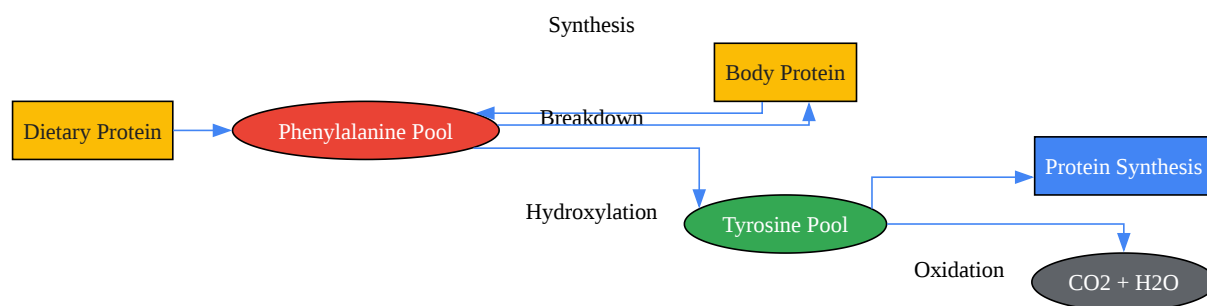 Synthesis
Body Protein
Breakdown
Dietary Protein
Phenylalanine Pool
Protein Synthesis
Hydroxylation
Tyrosine Pool
Oxidation
CO2 + H2O